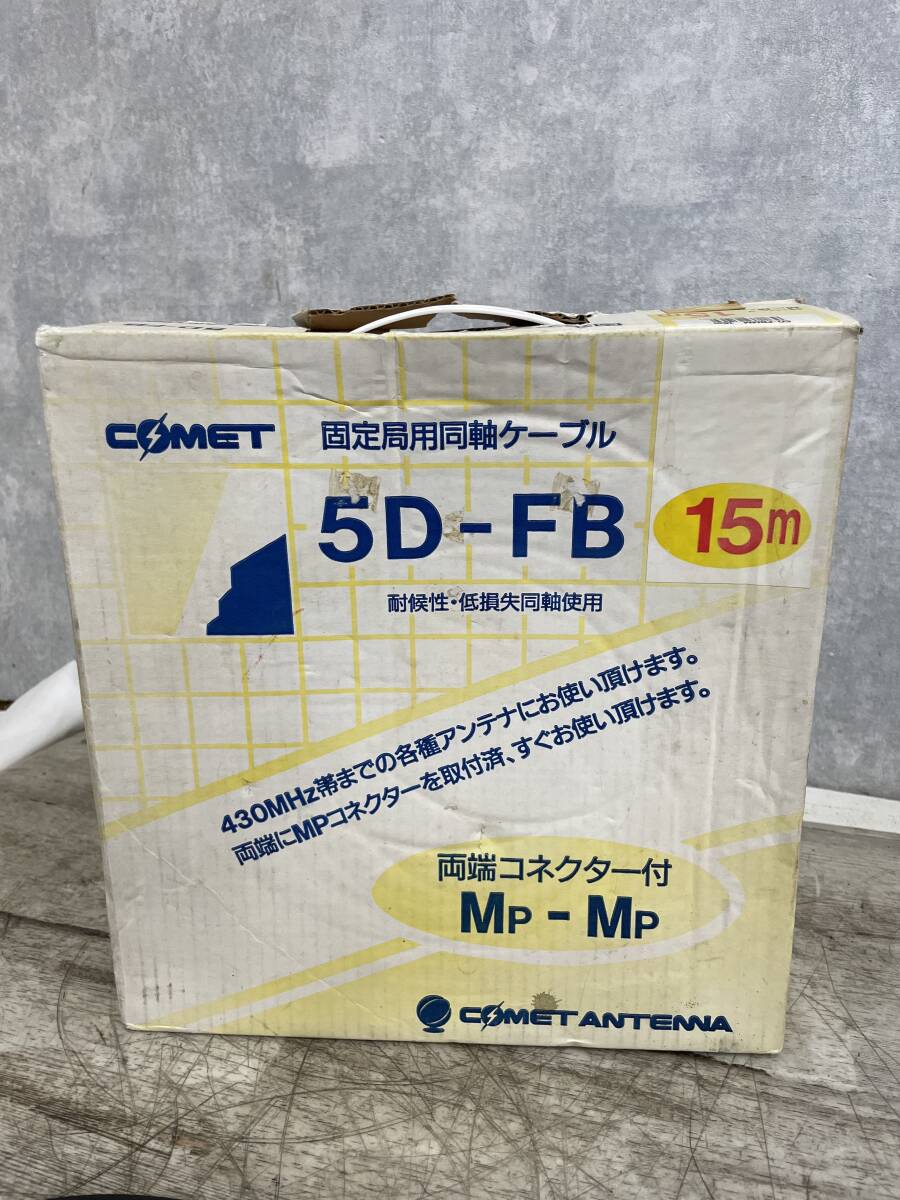 COMET
固定局用同軸ケーブル
5D-FB
15m
耐候性・低損失同軸使用
430MHz帯までの各種アンテナにお使い頂けます。
両端にMPコネクターを取付済、すぐお使い頂けます。
両端コネクター付
MP - MP
COMET ANTENNA